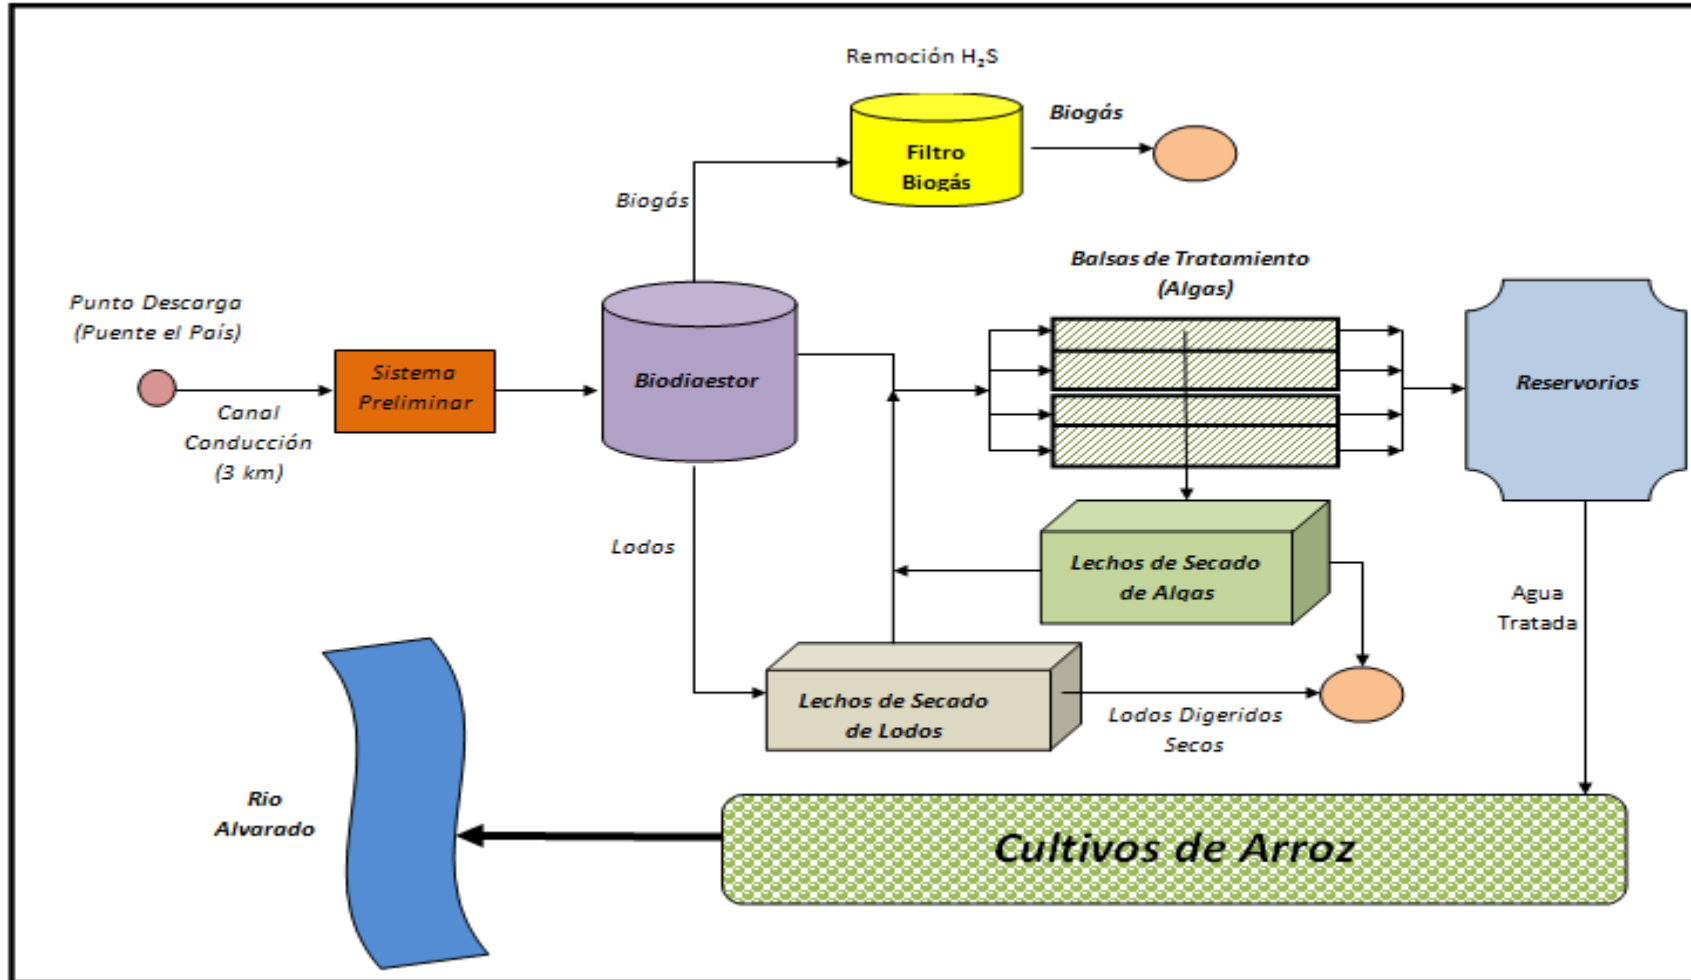 Remoción H₂S
Biogás
Filtro
Biogás
Biogás
Balsas de Tratamiento
(Algas)
Punto Descarga
(Puente el País)
Sistema
Preliminar
Biodigestor
Reservorios
Canal
Conducción
(3 km)
Lodos
Lechos de Secado
de Algas
Agua
Tratada
Lechos de Secado
de Lodos
Lodos Digeridos
Secos
Rio
Alvarado
Cultivos de Arroz